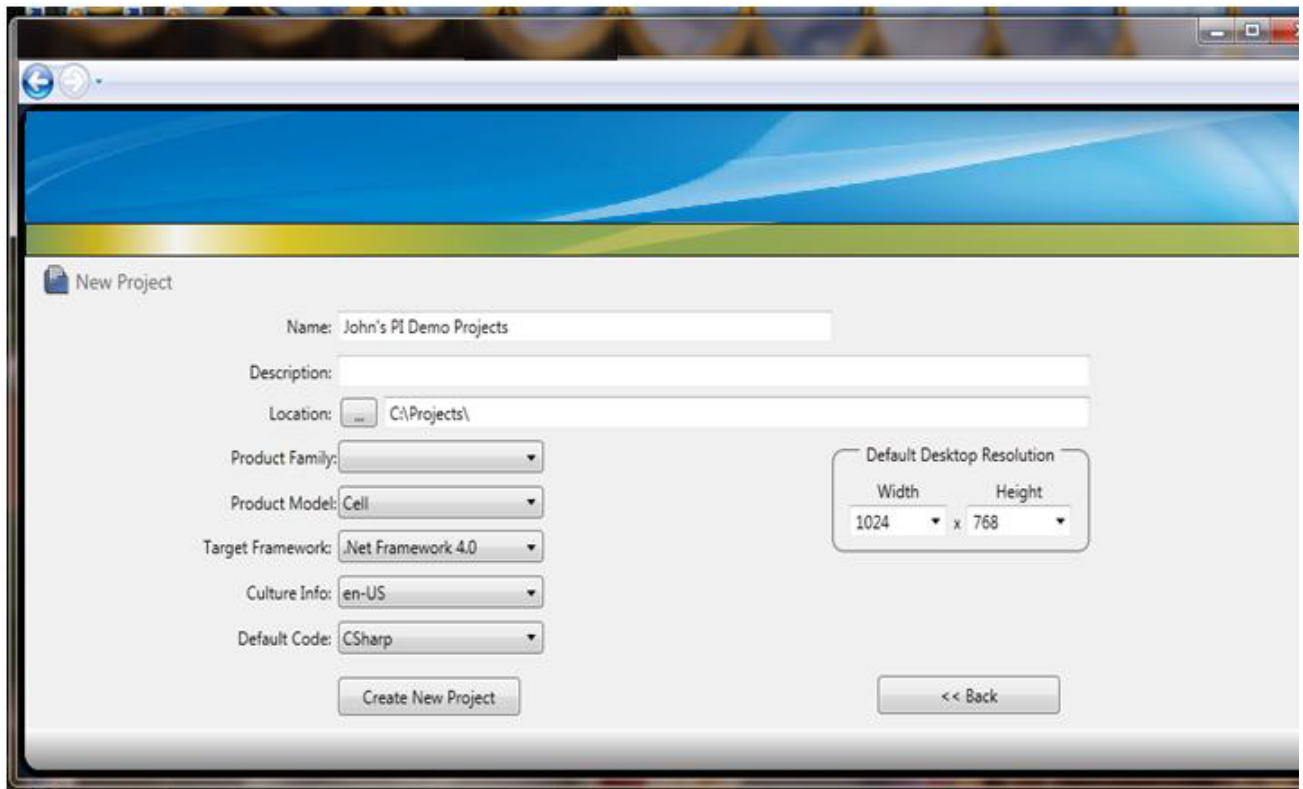 New Project
Name: John's PI Demo Projects
Description:
Location: ... C:\Projects\
Product Family:
Default Desktop Resolution
Product Model: Cell
Width Height
1024 x 768
Target Framework: .Net Framework 4.0
Culture Info: en-US
Default Code: CSharp
Create New Project << Back